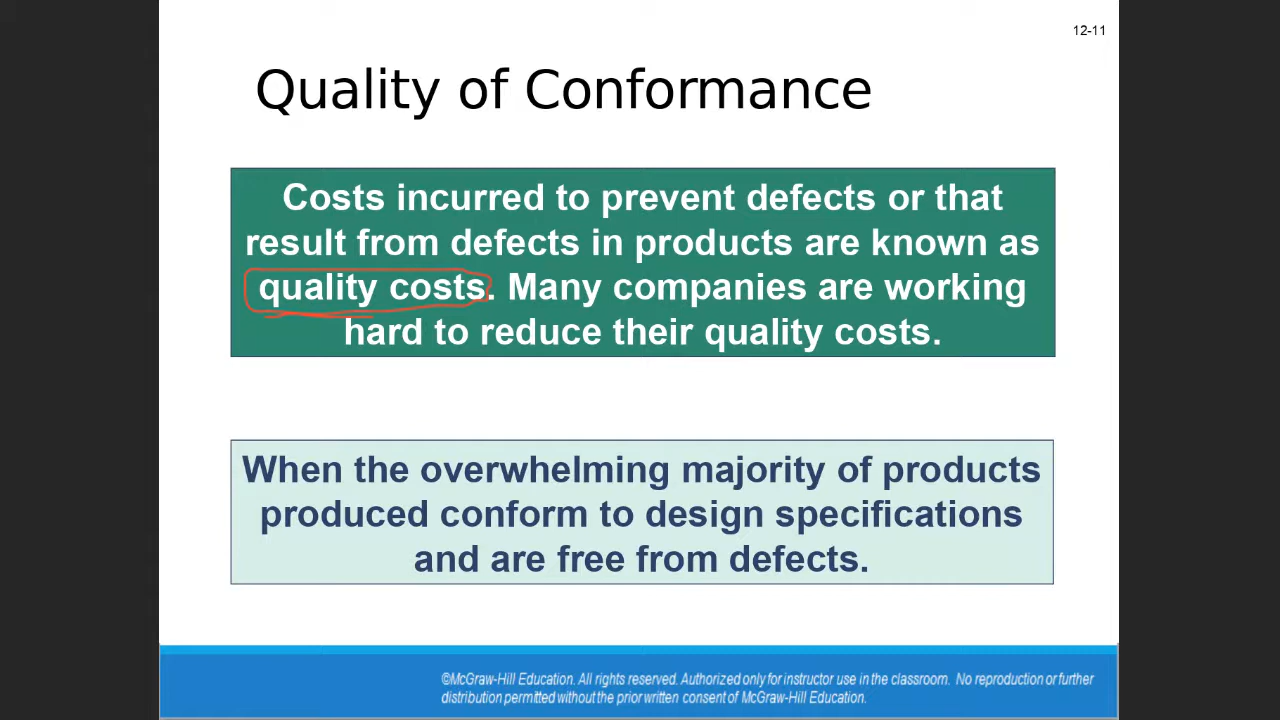 12-11
Quality of Conformance
Costs incurred to prevent defects or that
result from defects in products are known as
quality costs. Many companies are working
hard to reduce their quality costs.
When the overwhelming majority of products
produced conform to design specifications
and are free from defects.
©McGraw-Hill Education. All rights reserved. Authorized only for instructor use in the classroom. No reproduction or further
distribution permitted without the prior written consent of McGraw-Hill Education.